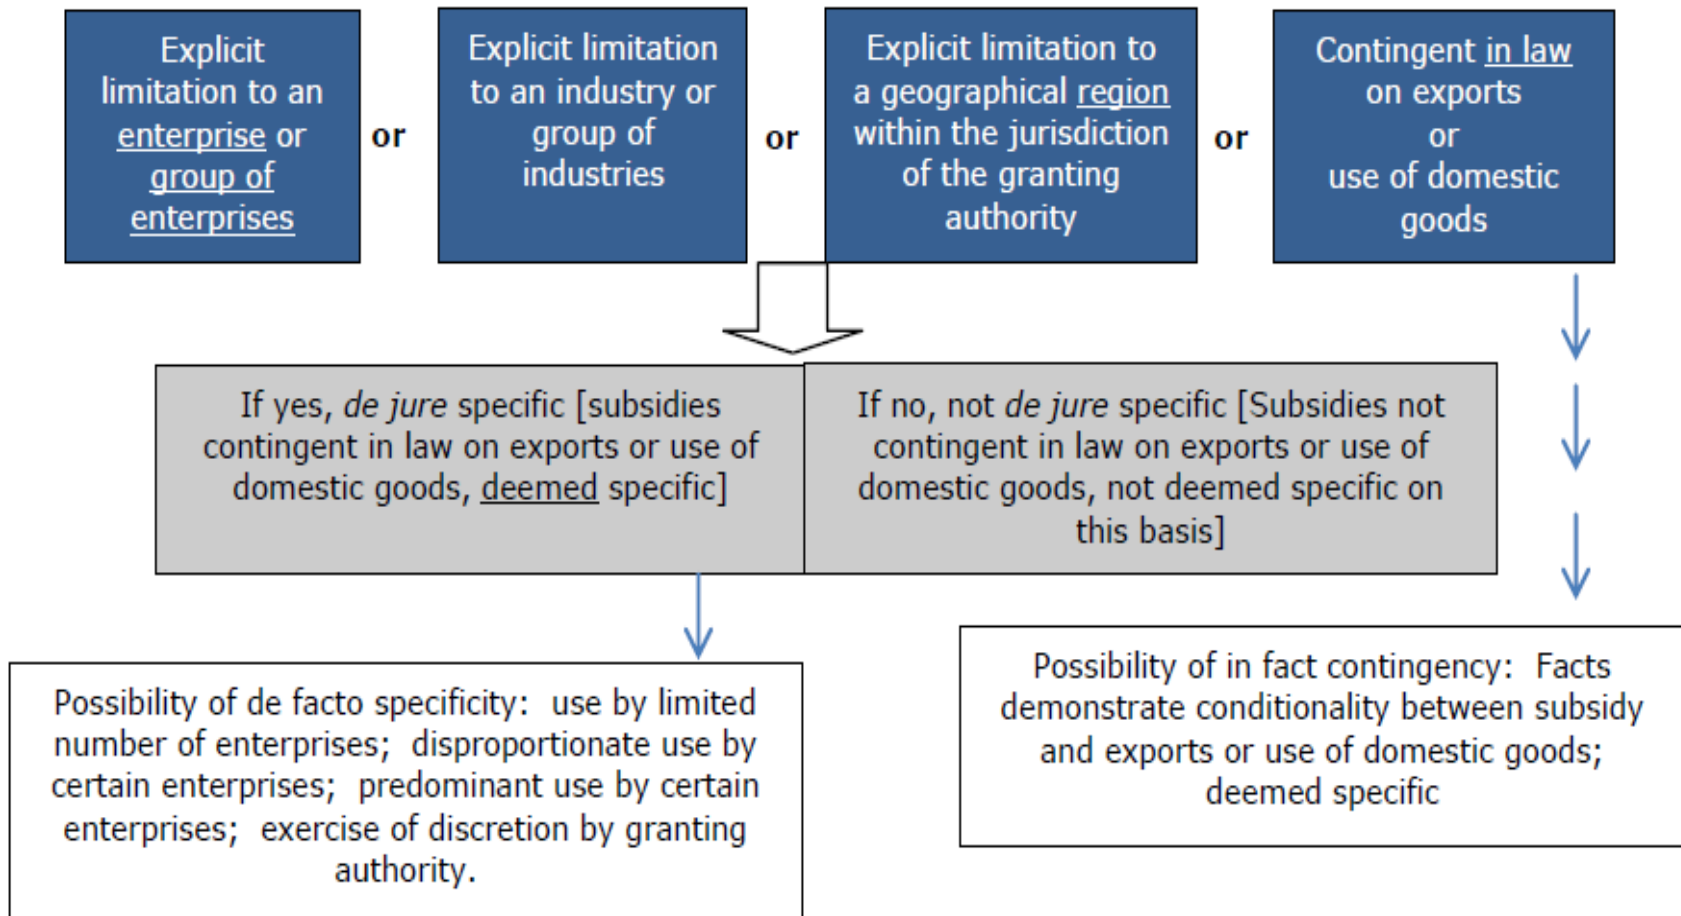 Explicit
limitation to an
enterprise or
group of
enterprises
or
Explicit limitation
to an industry or
group of
industries
or
Explicit limitation to
a geographical region
within the jurisdiction
of the granting
authority
or
Contingent in law
on exports
or
use of domestic
goods
If yes, de jure specific [subsidies
contingent in law on exports or use of
domestic goods, deemed specific]
If no, not de jure specific [Subsidies not
contingent in law on exports or use of
domestic goods, not deemed specific on
this basis]
Possibility of de facto specificity: use by limited
number of enterprises; disproportionate use by
certain enterprises; predominant use by certain
enterprises; exercise of discretion by granting
authority.
Possibility of in fact contingency: Facts
demonstrate conditionality between subsidy
and exports or use of domestic goods;
deemed specific